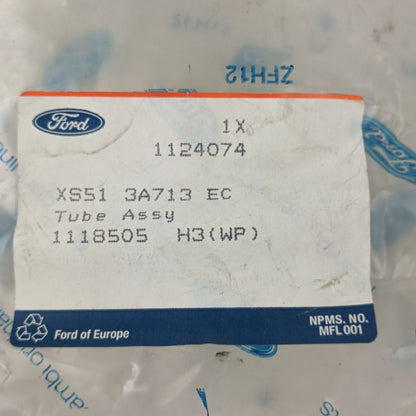 ZFH12
Ford
1X
1124074
XS51 3A713 EC
Tube Assy
1118505 H3(WP)
Ford of Europe
NPMS. NO.
MFL001